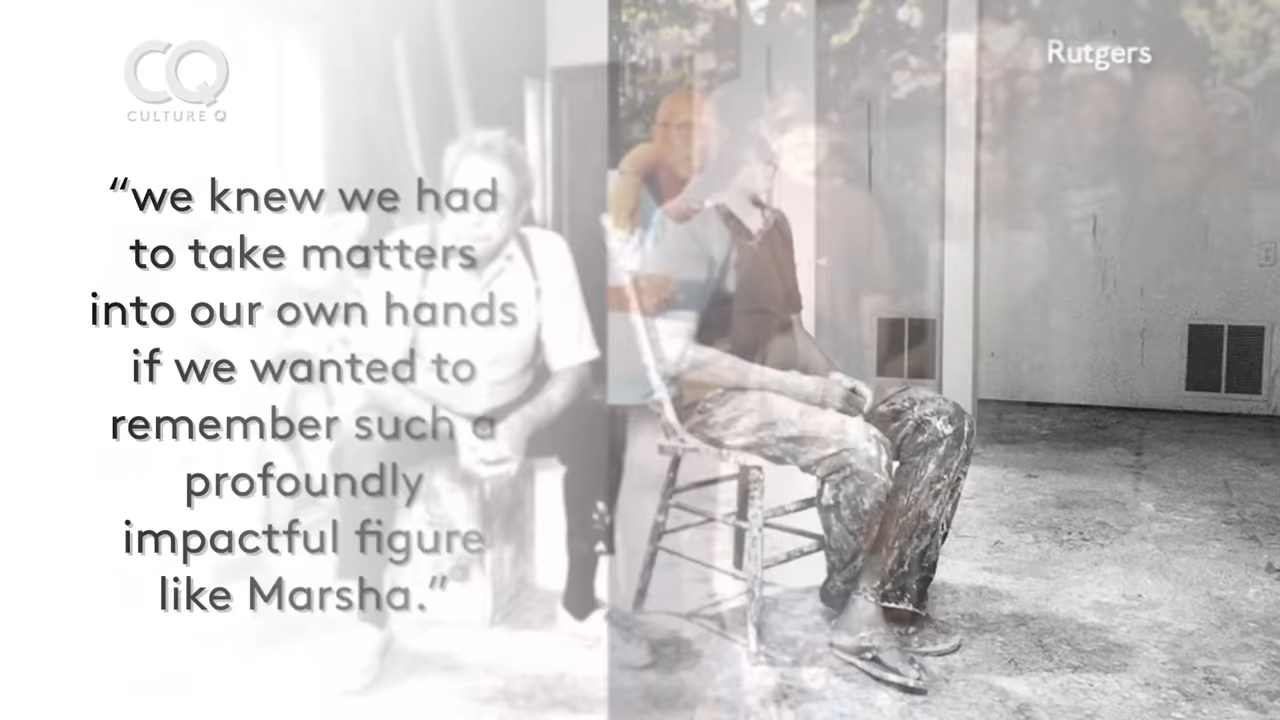 CQ
CULTURE Q
Rutgers
“we knew we had
to take matters
into our own hands
if we wanted to
remember such a
profoundly
impactful figure
like Marsha.”